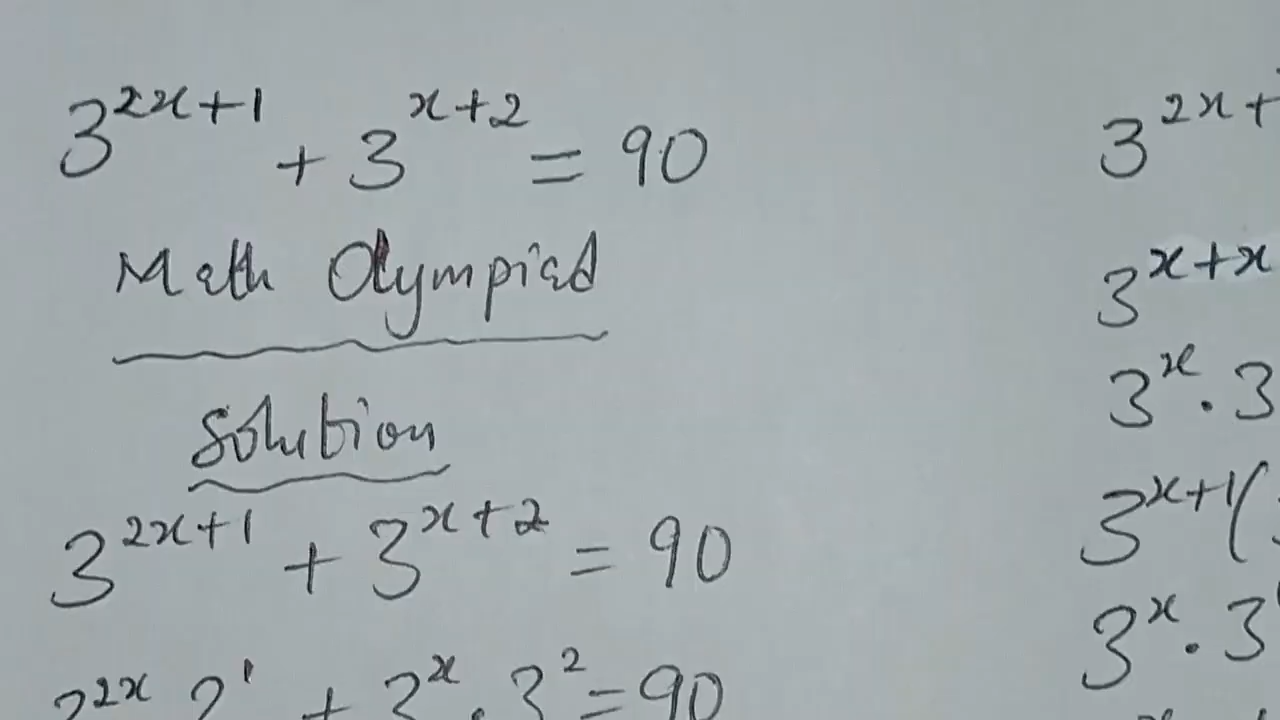 3^{2x+1} + 3^{x+2} = 90
Math Olympiad
Solution
3^{2x+1} + 3^{x+2} = 90
3^{2x} 3^1 + 3^x . 3^2 = 90
3^{2x+
3^{x+x
3^x . 3
3^{x+1}(
3^x . 3